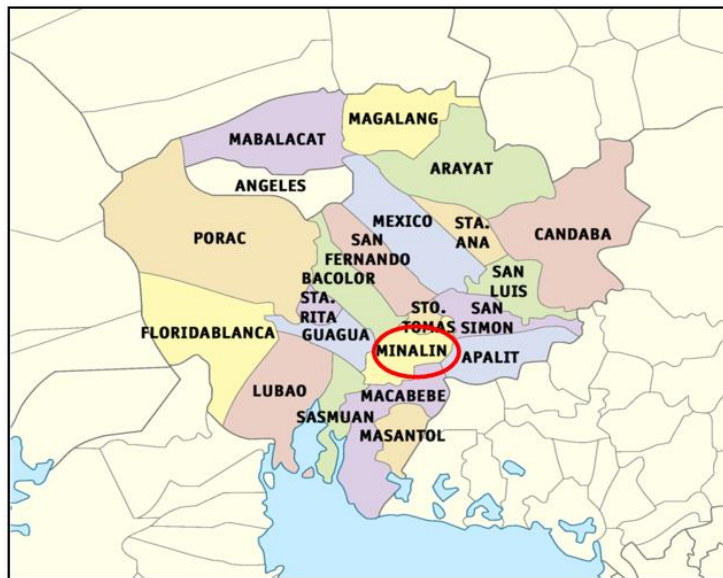 MAGALANG
MABALACAT
ARAYAT
ANGELES
MEXICO
STA.
ANA
CANDABA
PORAC
SAN
FERNANDO
BACOLOR
SAN
LUIS
STA.
RITA
STO.
TOMAS
SAN
SIMON
FLORIDABLANCA
GUAGUA
MINALIN
APALIT
LUBAO
MACABEBE
SASMUAN
MASANTOL